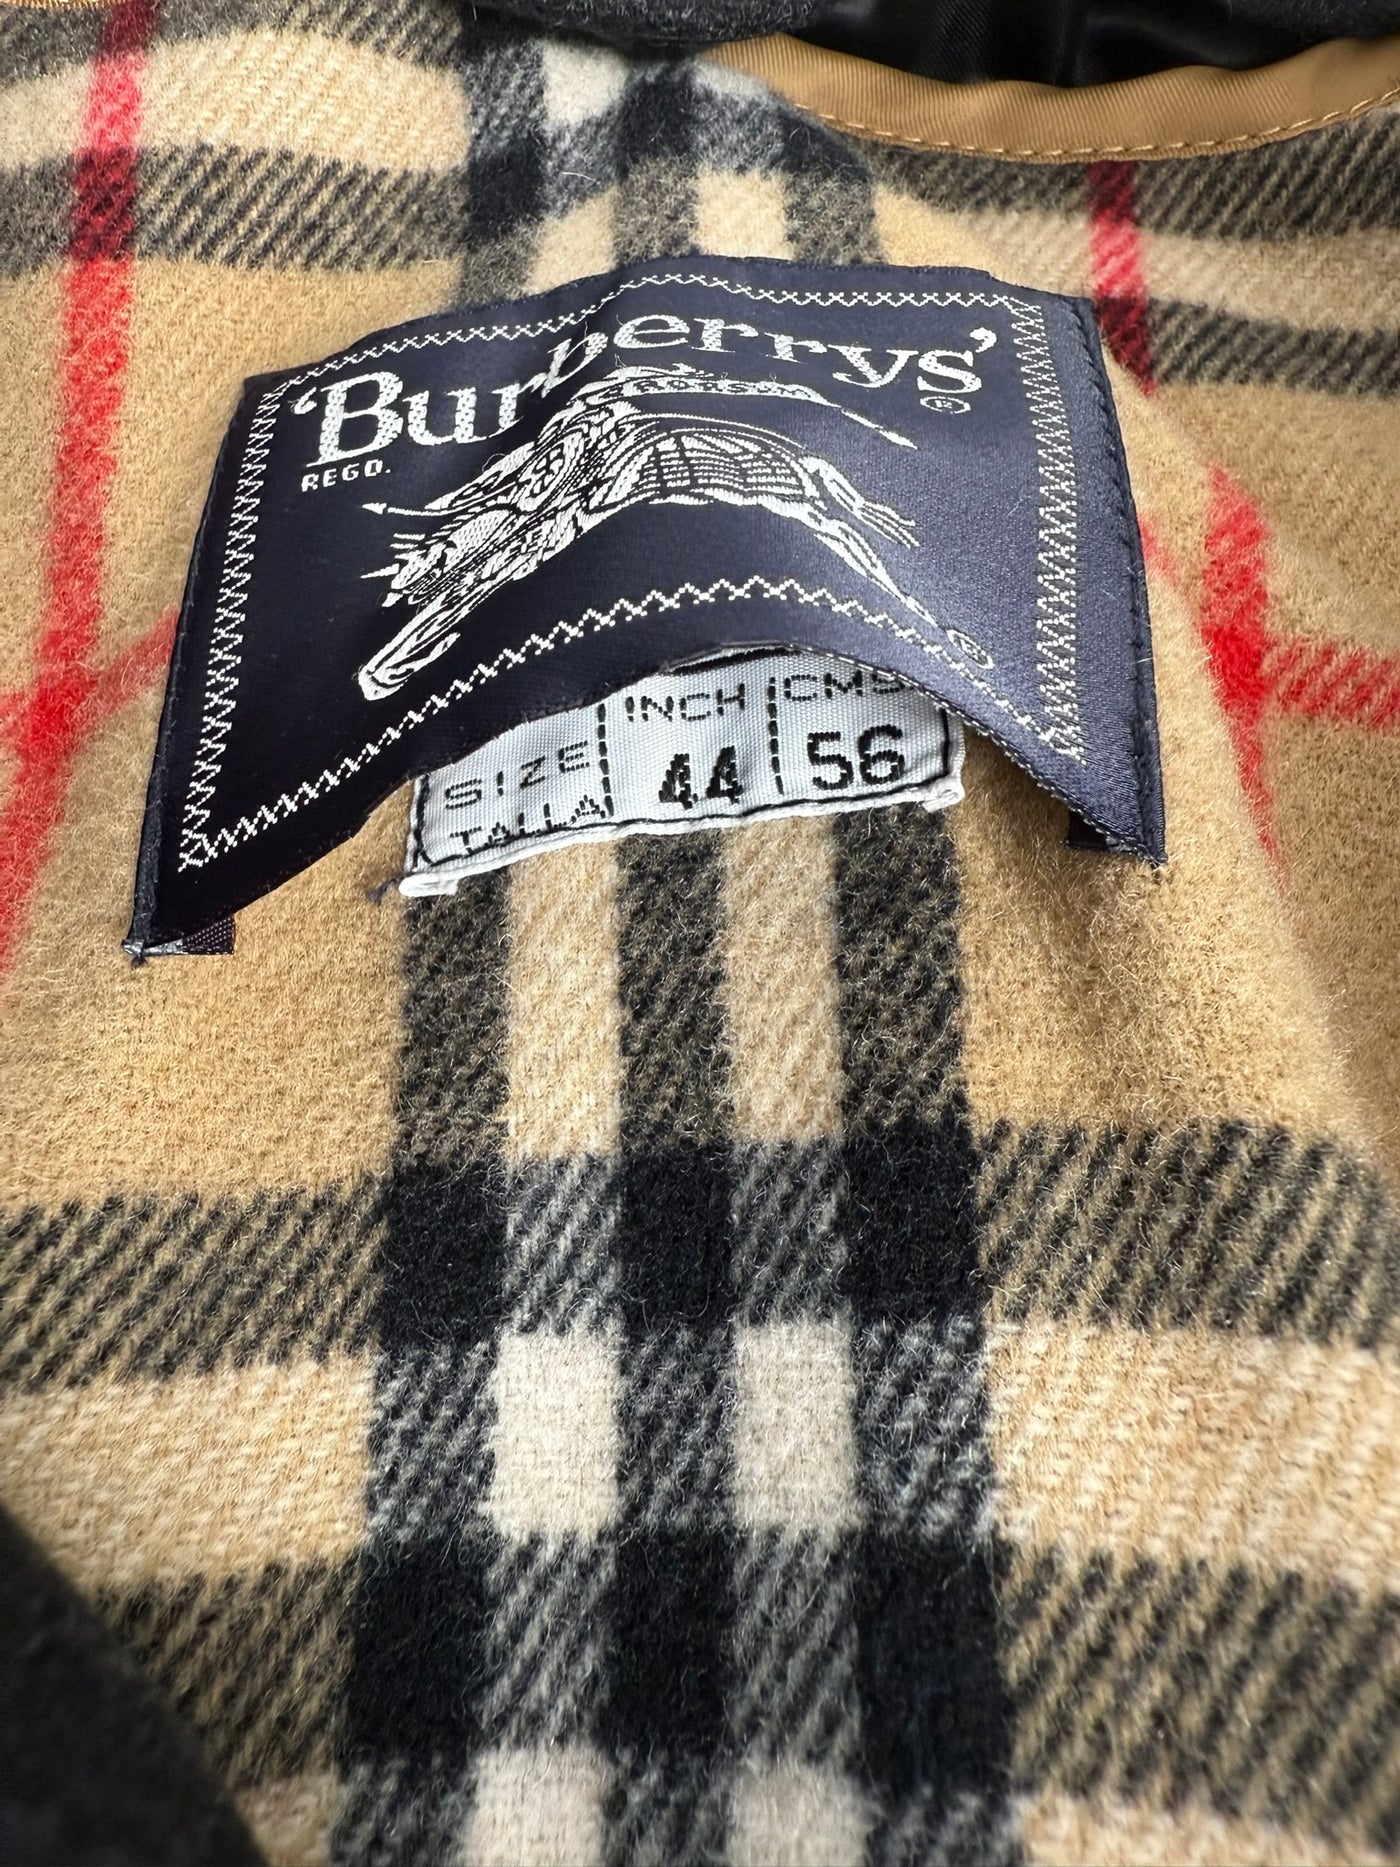 'Burberrys'®
REGD.
PRORSUM
SIZE INCH CMS
TALLA 44 56